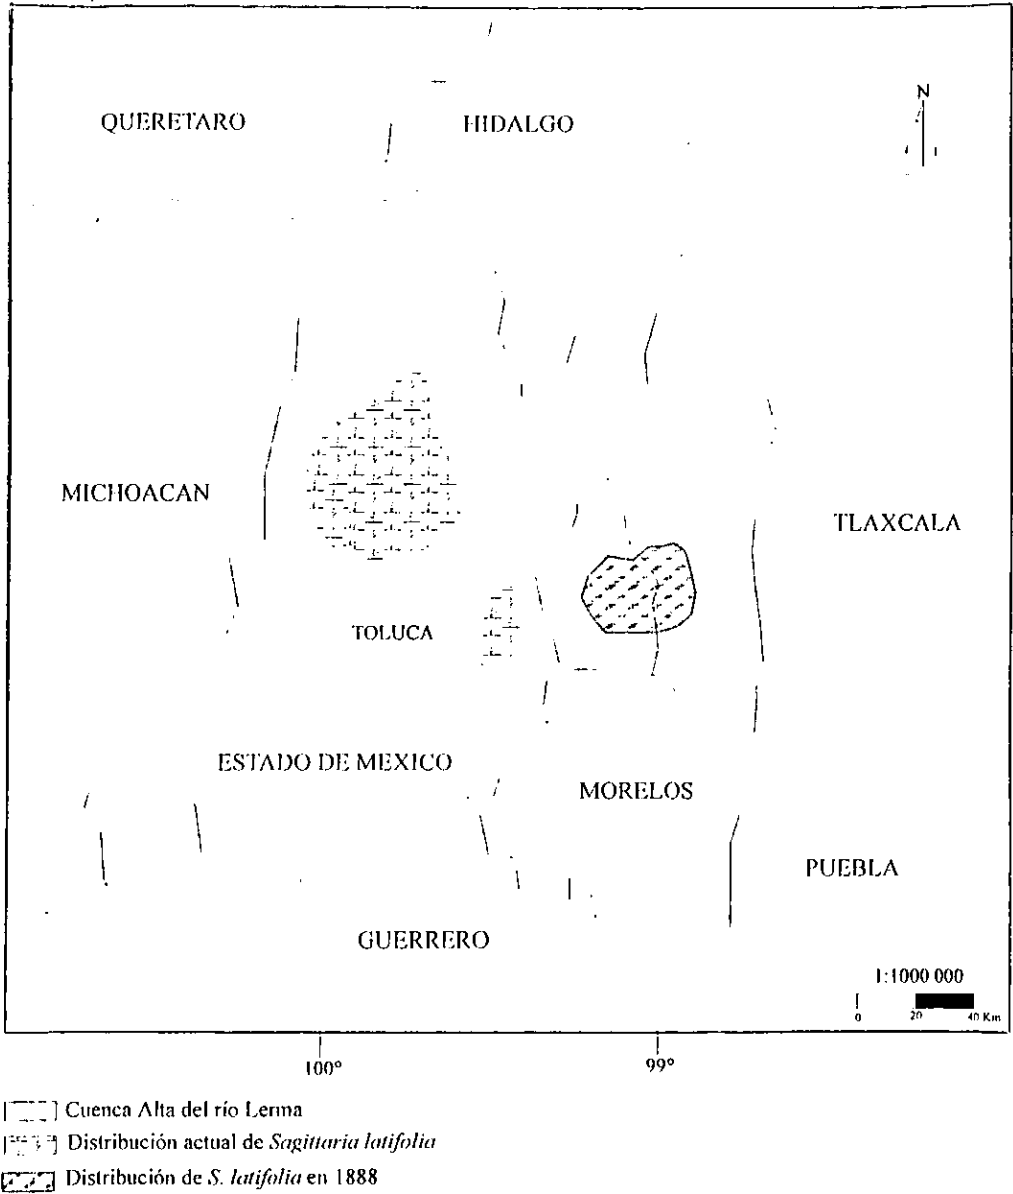 QUERETARO
HIDALGO
N
MICHOACAN
TLAXCALA
TOLUCA
ESTADO DE MEXICO
MORELOS
PUEBLA
GUERRERO
1:1000 000
0 20 40 Km
100° 99°
Cuenca Alta del río Lerma
Distribución actual de Sagittaria latifolia
Distribución de S. latifolia en 1888